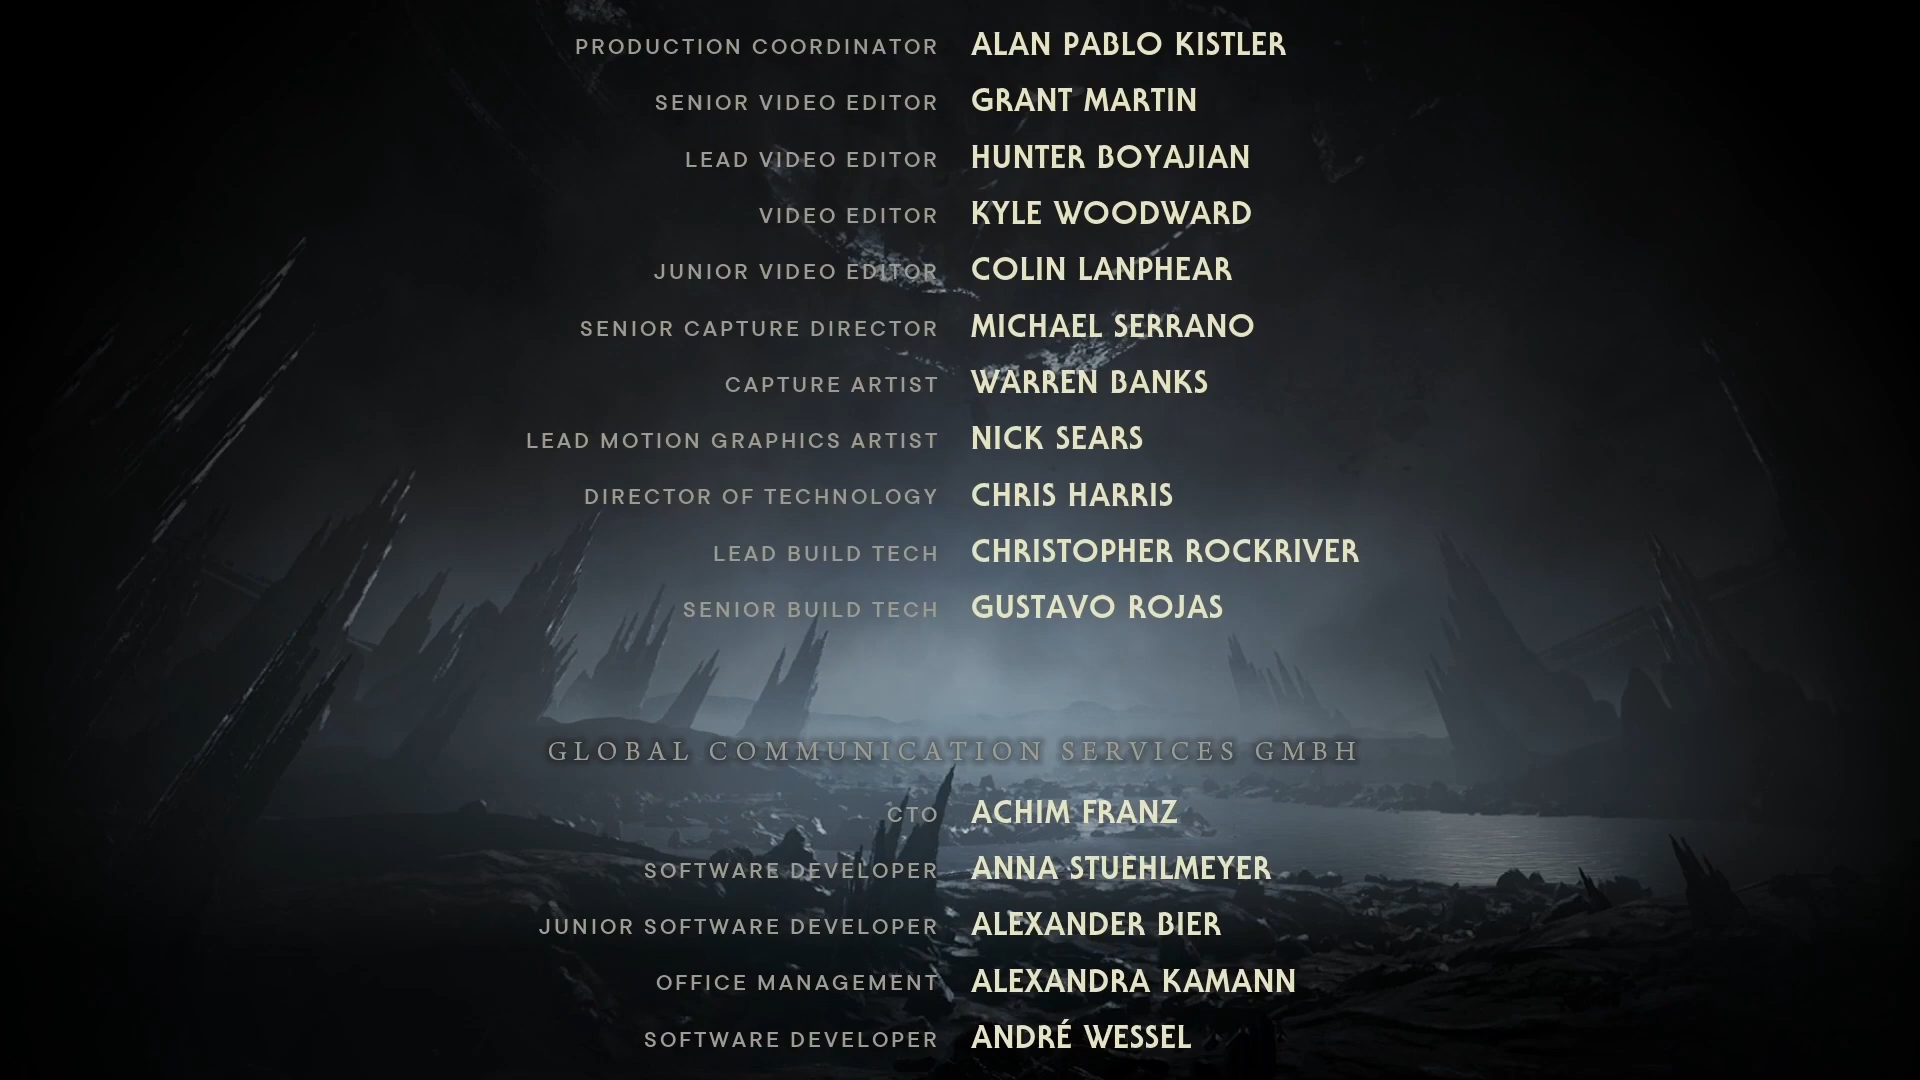 PRODUCTION COORDINATOR ALAN PABLO KISTLER
SENIOR VIDEO EDITOR GRANT MARTIN
LEAD VIDEO EDITOR HUNTER BOYAJIAN
VIDEO EDITOR KYLE WOODWARD
JUNIOR VIDEO EDITOR COLIN LANPHEAR
SENIOR CAPTURE DIRECTOR MICHAEL SERRANO
CAPTURE ARTIST WARREN BANKS
LEAD MOTION GRAPHICS ARTIST NICK SEARS
DIRECTOR OF TECHNOLOGY CHRIS HARRIS
LEAD BUILD TECH CHRISTOPHER ROCKRIVER
SENIOR BUILD TECH GUSTAVO ROJAS
GLOBAL COMMUNICATION SERVICES GMBH
CTO ACHIM FRANZ
SOFTWARE DEVELOPER ANNA STUEHLMEYER
JUNIOR SOFTWARE DEVELOPER ALEXANDER BIER
OFFICE MANAGEMENT ALEXANDRA KAMANN
SOFTWARE DEVELOPER ANDRÉ WESSEL